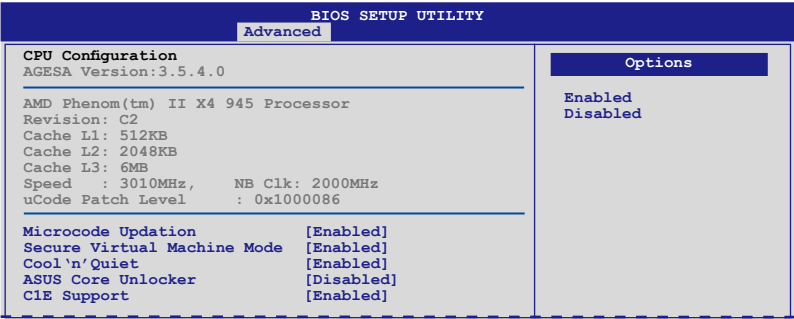 BIOS SETUP UTILITY
Advanced
CPU Configuration
AGESA Version:3.5.4.0
AMD Phenom(tm) II X4 945 Processor
Revision: C2
Cache L1: 512KB
Cache L2: 2048KB
Cache L3: 6MB
Speed : 3010MHz, NB Clk: 2000MHz
uCode Patch Level : 0x1000086
Microcode Updation [Enabled]
Secure Virtual Machine Mode [Enabled]
Cool‘n’Quiet [Enabled]
ASUS Core Unlocker [Disabled]
C1E Support [Enabled]
Options
Enabled
Disabled